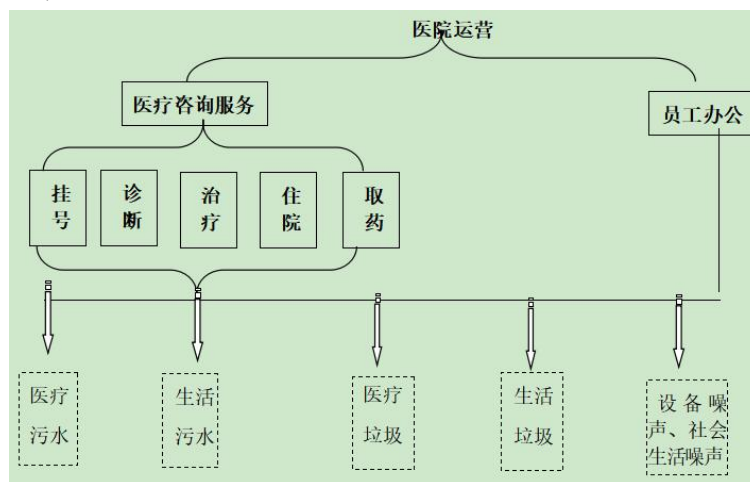 医院运营
医疗咨询服务
员工办公
挂
号
诊
断
治
疗
住
院
取
药
医疗
污水
生活
污水
医疗
垃圾
生活
垃圾
设备噪
声、社会
生活噪声